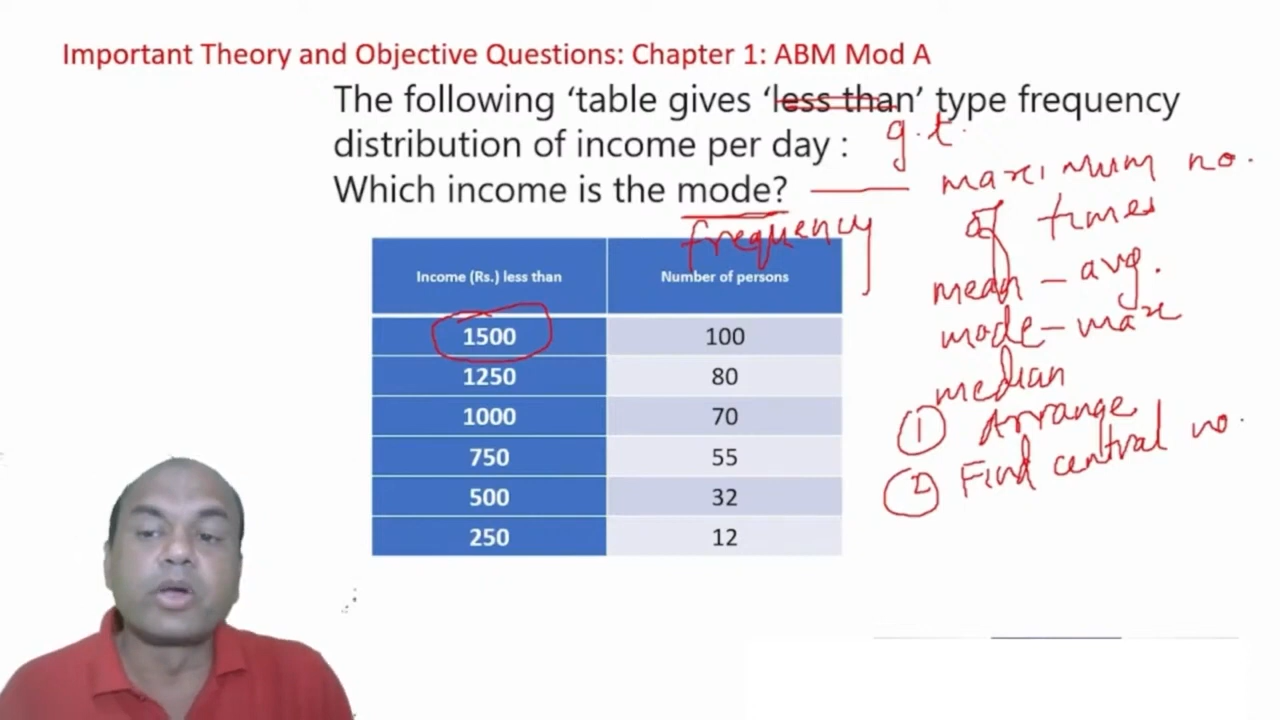 Important Theory and Objective Questions: Chapter 1: ABM Mod A
The following ‘table gives ‘less than’ type frequency
g.t.
distribution of income per day :
Which income is the mode?
maximum no.
of times
frequency
mean - avg.
mode - max
median
① Arrange
② Find central no.
Income (Rs.) less than Number of persons
1500 100
1250 80
1000 70
750 55
500 32
250 12